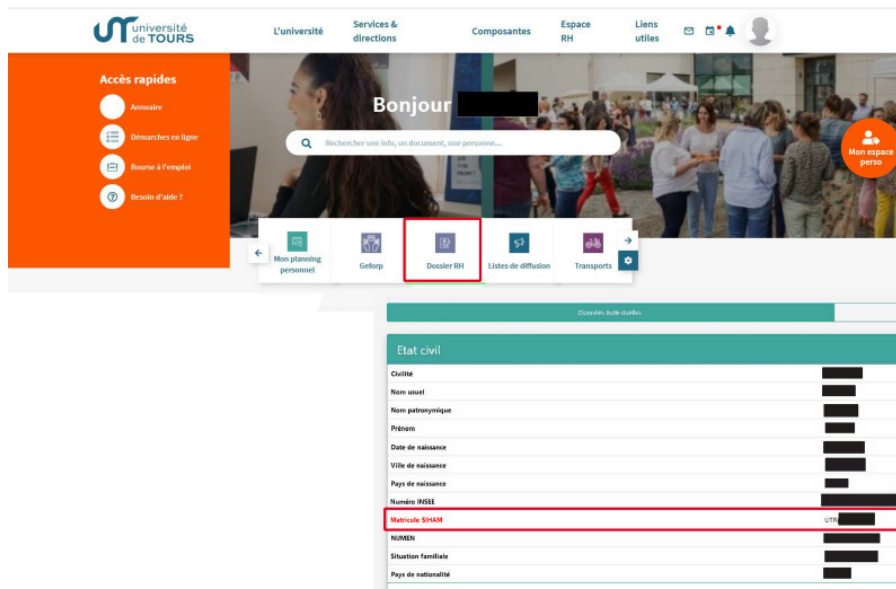 université
de TOURS
L'université
Services &
directions
Composantes
Espace
RH
Liens
utiles
Accès rapides
Annuaire
Démarches en ligne
Bourse à l'emploi
Besoin d'aide ?
Bonjour
Rechercher une info, un document, une personne...
Mon espace
perso
Mon planning
personnel
Geforp
Dossier RH
Listes de diffusion
Transports
Données individuelles
Etat civil
Civilité
Nom usuel
Nom patronymique
Prénom
Date de naissance
Ville de naissance
Pays de naissance
Numéro INSEE
Matricule SIHAM UTR
NUMEN
Situation familiale
Pays de nationalité